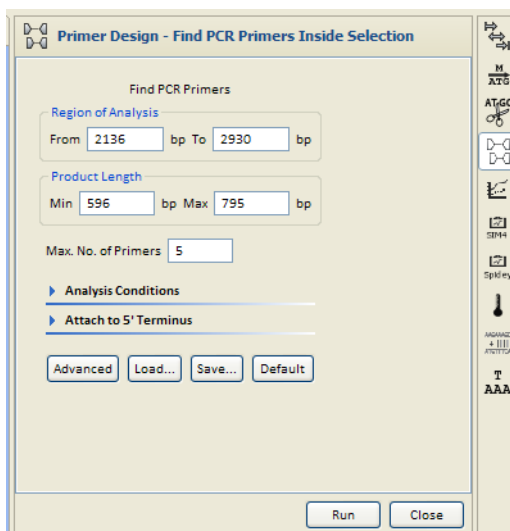 Primer Design - Find PCR Primers Inside Selection
Find PCR Primers
Region of Analysis
From 2136 bp To 2930 bp
Product Length
Min 596 bp Max 795 bp
Max. No. of Primers 5
Analysis Conditions
Attach to 5' Terminus
Advanced Load... Save... Default
Run Close
M
ATG
SIM4
Spidey
T
AAA